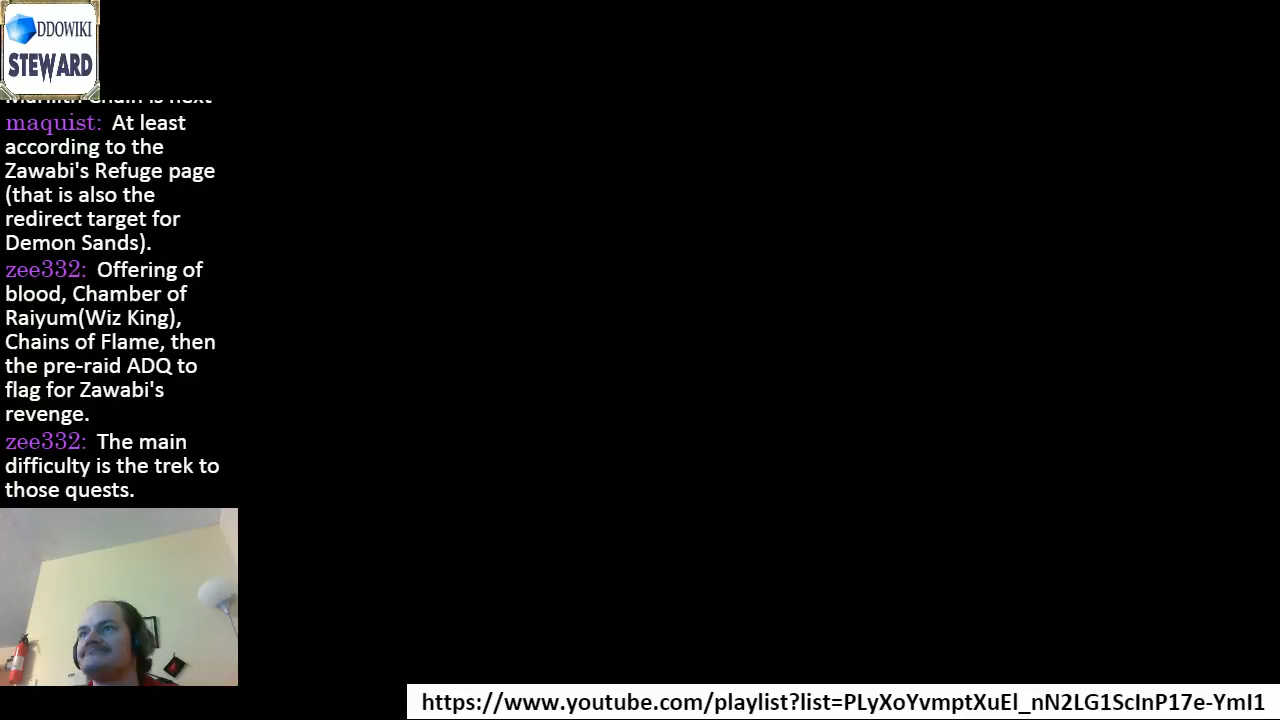 DDOWIKI
STEWARD
maquist: At least
according to the
Zawabi's Refuge page
(that is also the
redirect target for
Demon Sands).
zee332: Offering of
blood, Chamber of
Raiyum(Wiz King),
Chains of Flame, then
the pre-raid ADQ to
flag for Zawabi's
revenge.
zee332: The main
difficulty is the trek to
those quests.
https://www.youtube.com/playlist?list=PLyXoYvmptXuEl_nN2LG1ScInP17e-YmI1